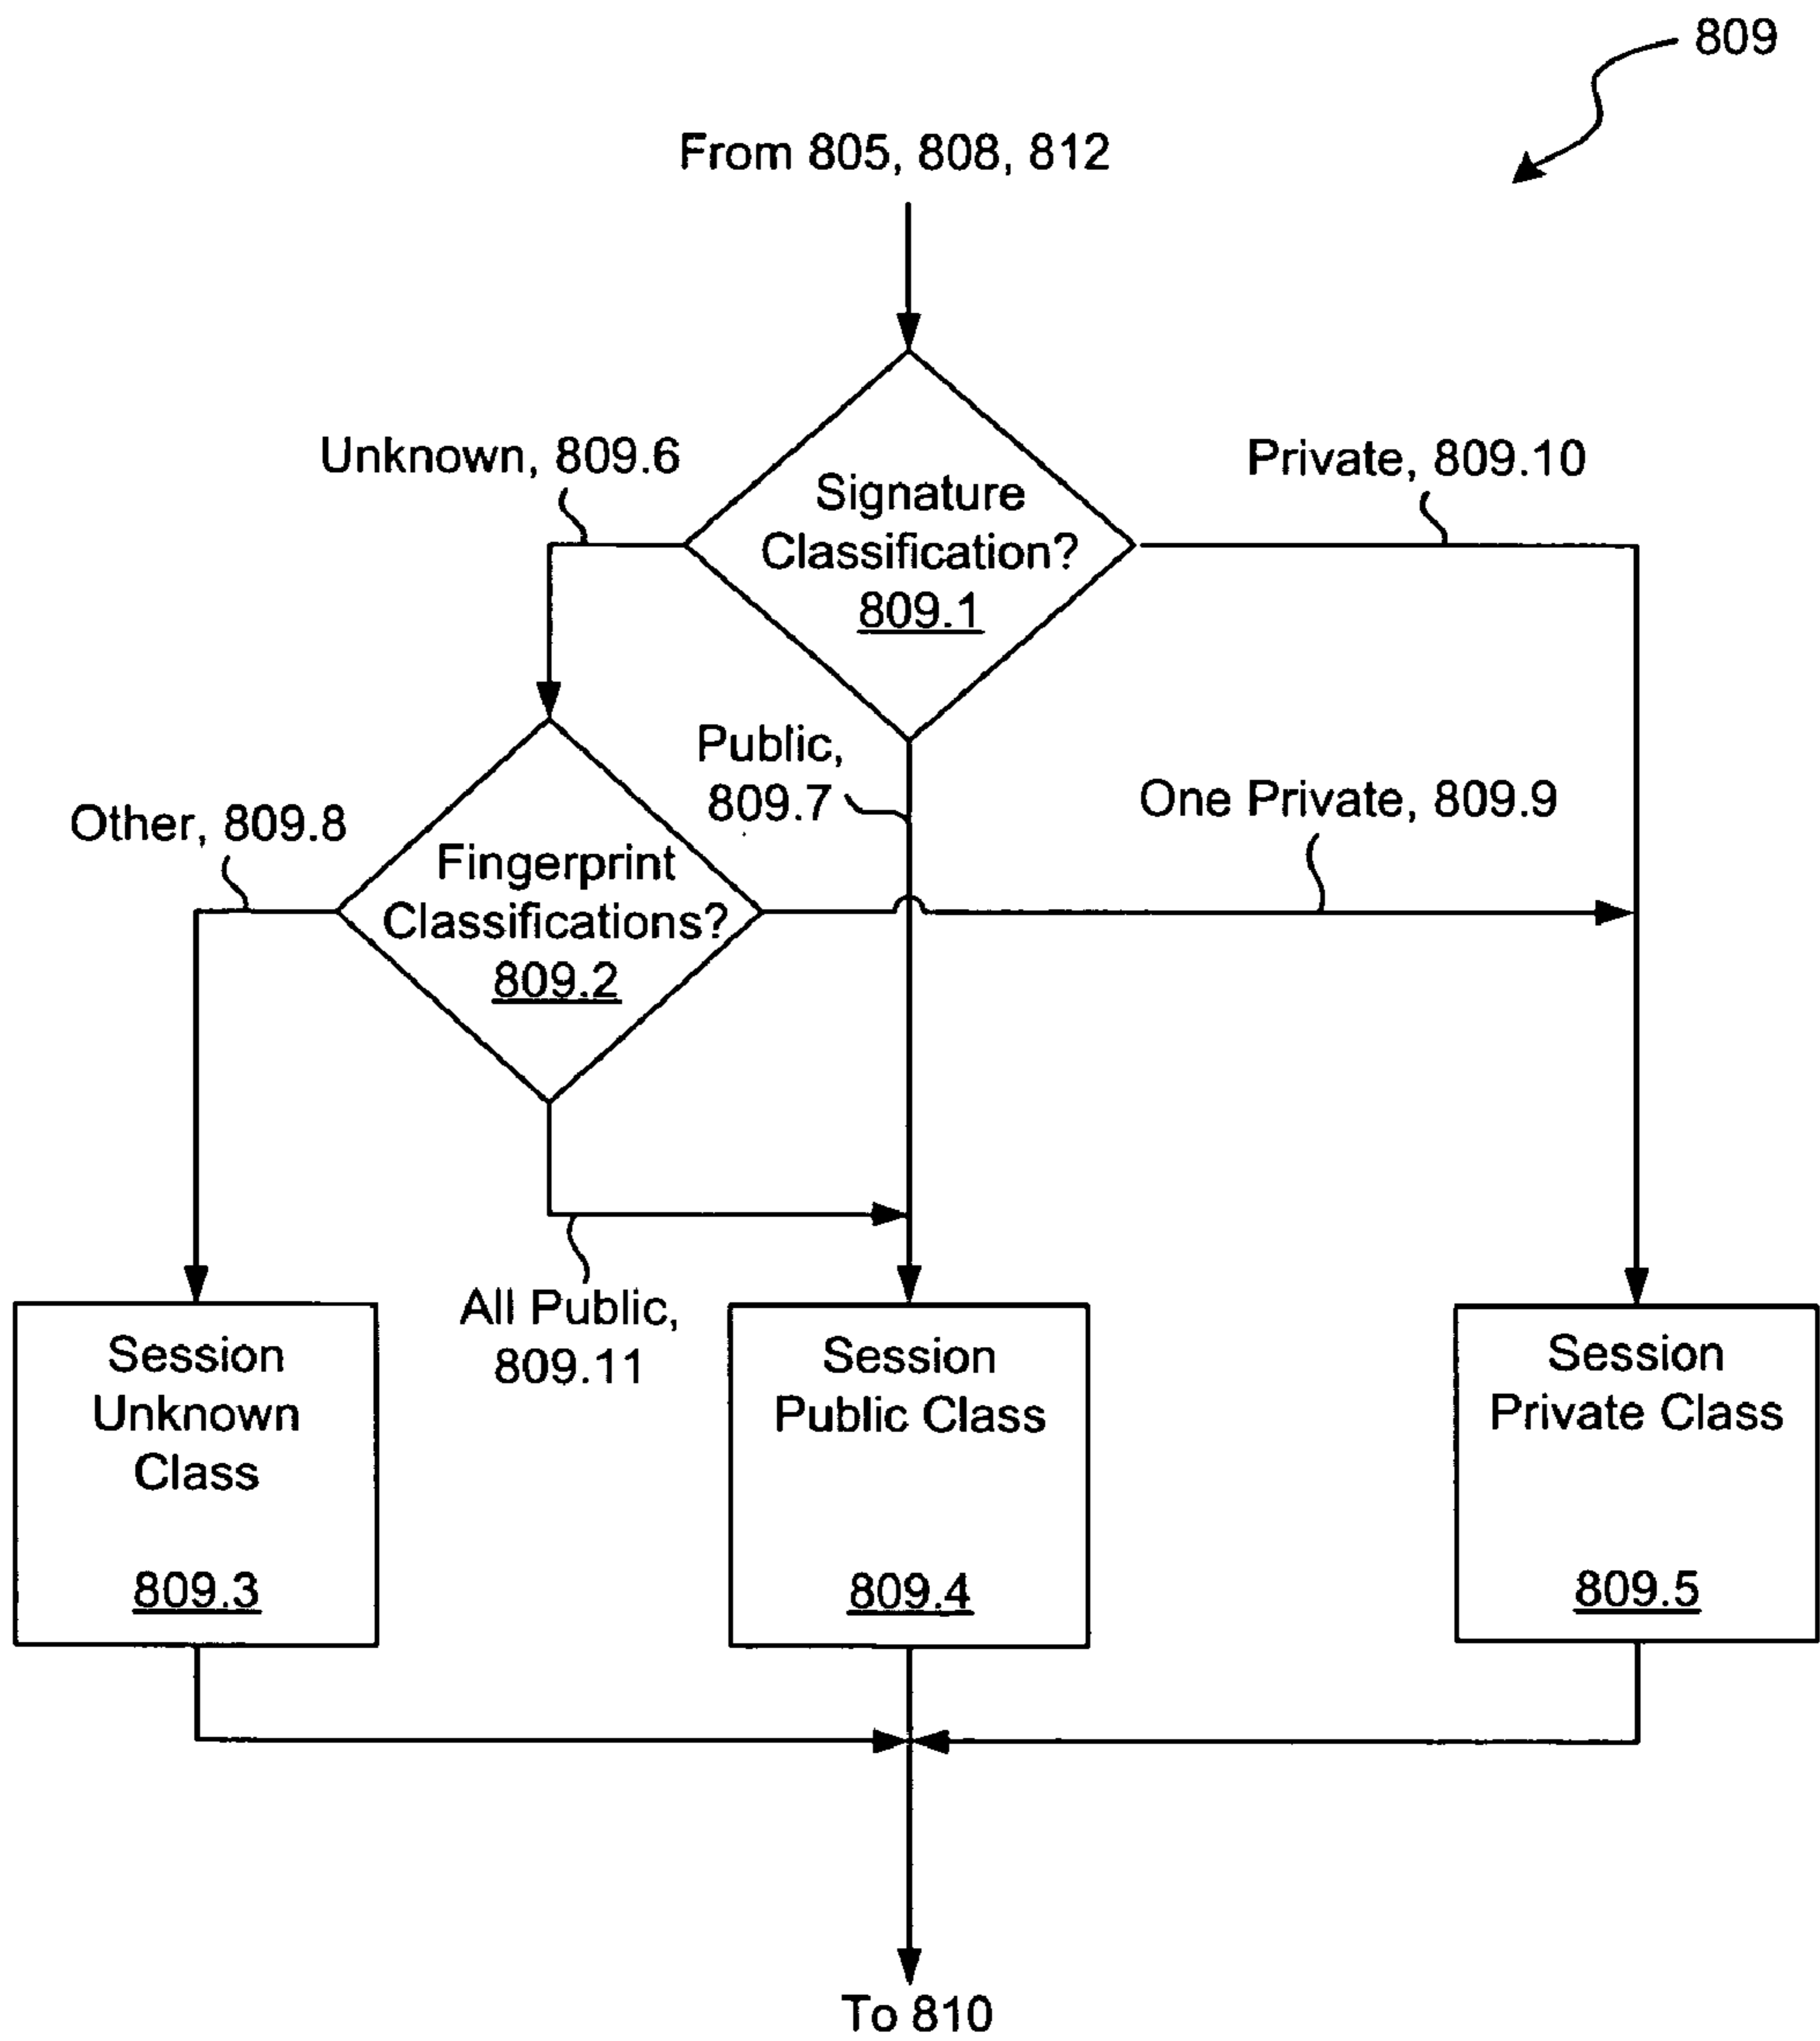 809
From 805, 808, 812
Unknown, 809.6
Private, 809.10
Signature
Classification?
809.1
Public,
809.7
One Private, 809.9
Other, 809.8
Fingerprint
Classifications?
809.2
All Public,
809.11
Session
Unknown
Class
809.3
Session
Public Class
809.4
Session
Private Class
809.5
To 810